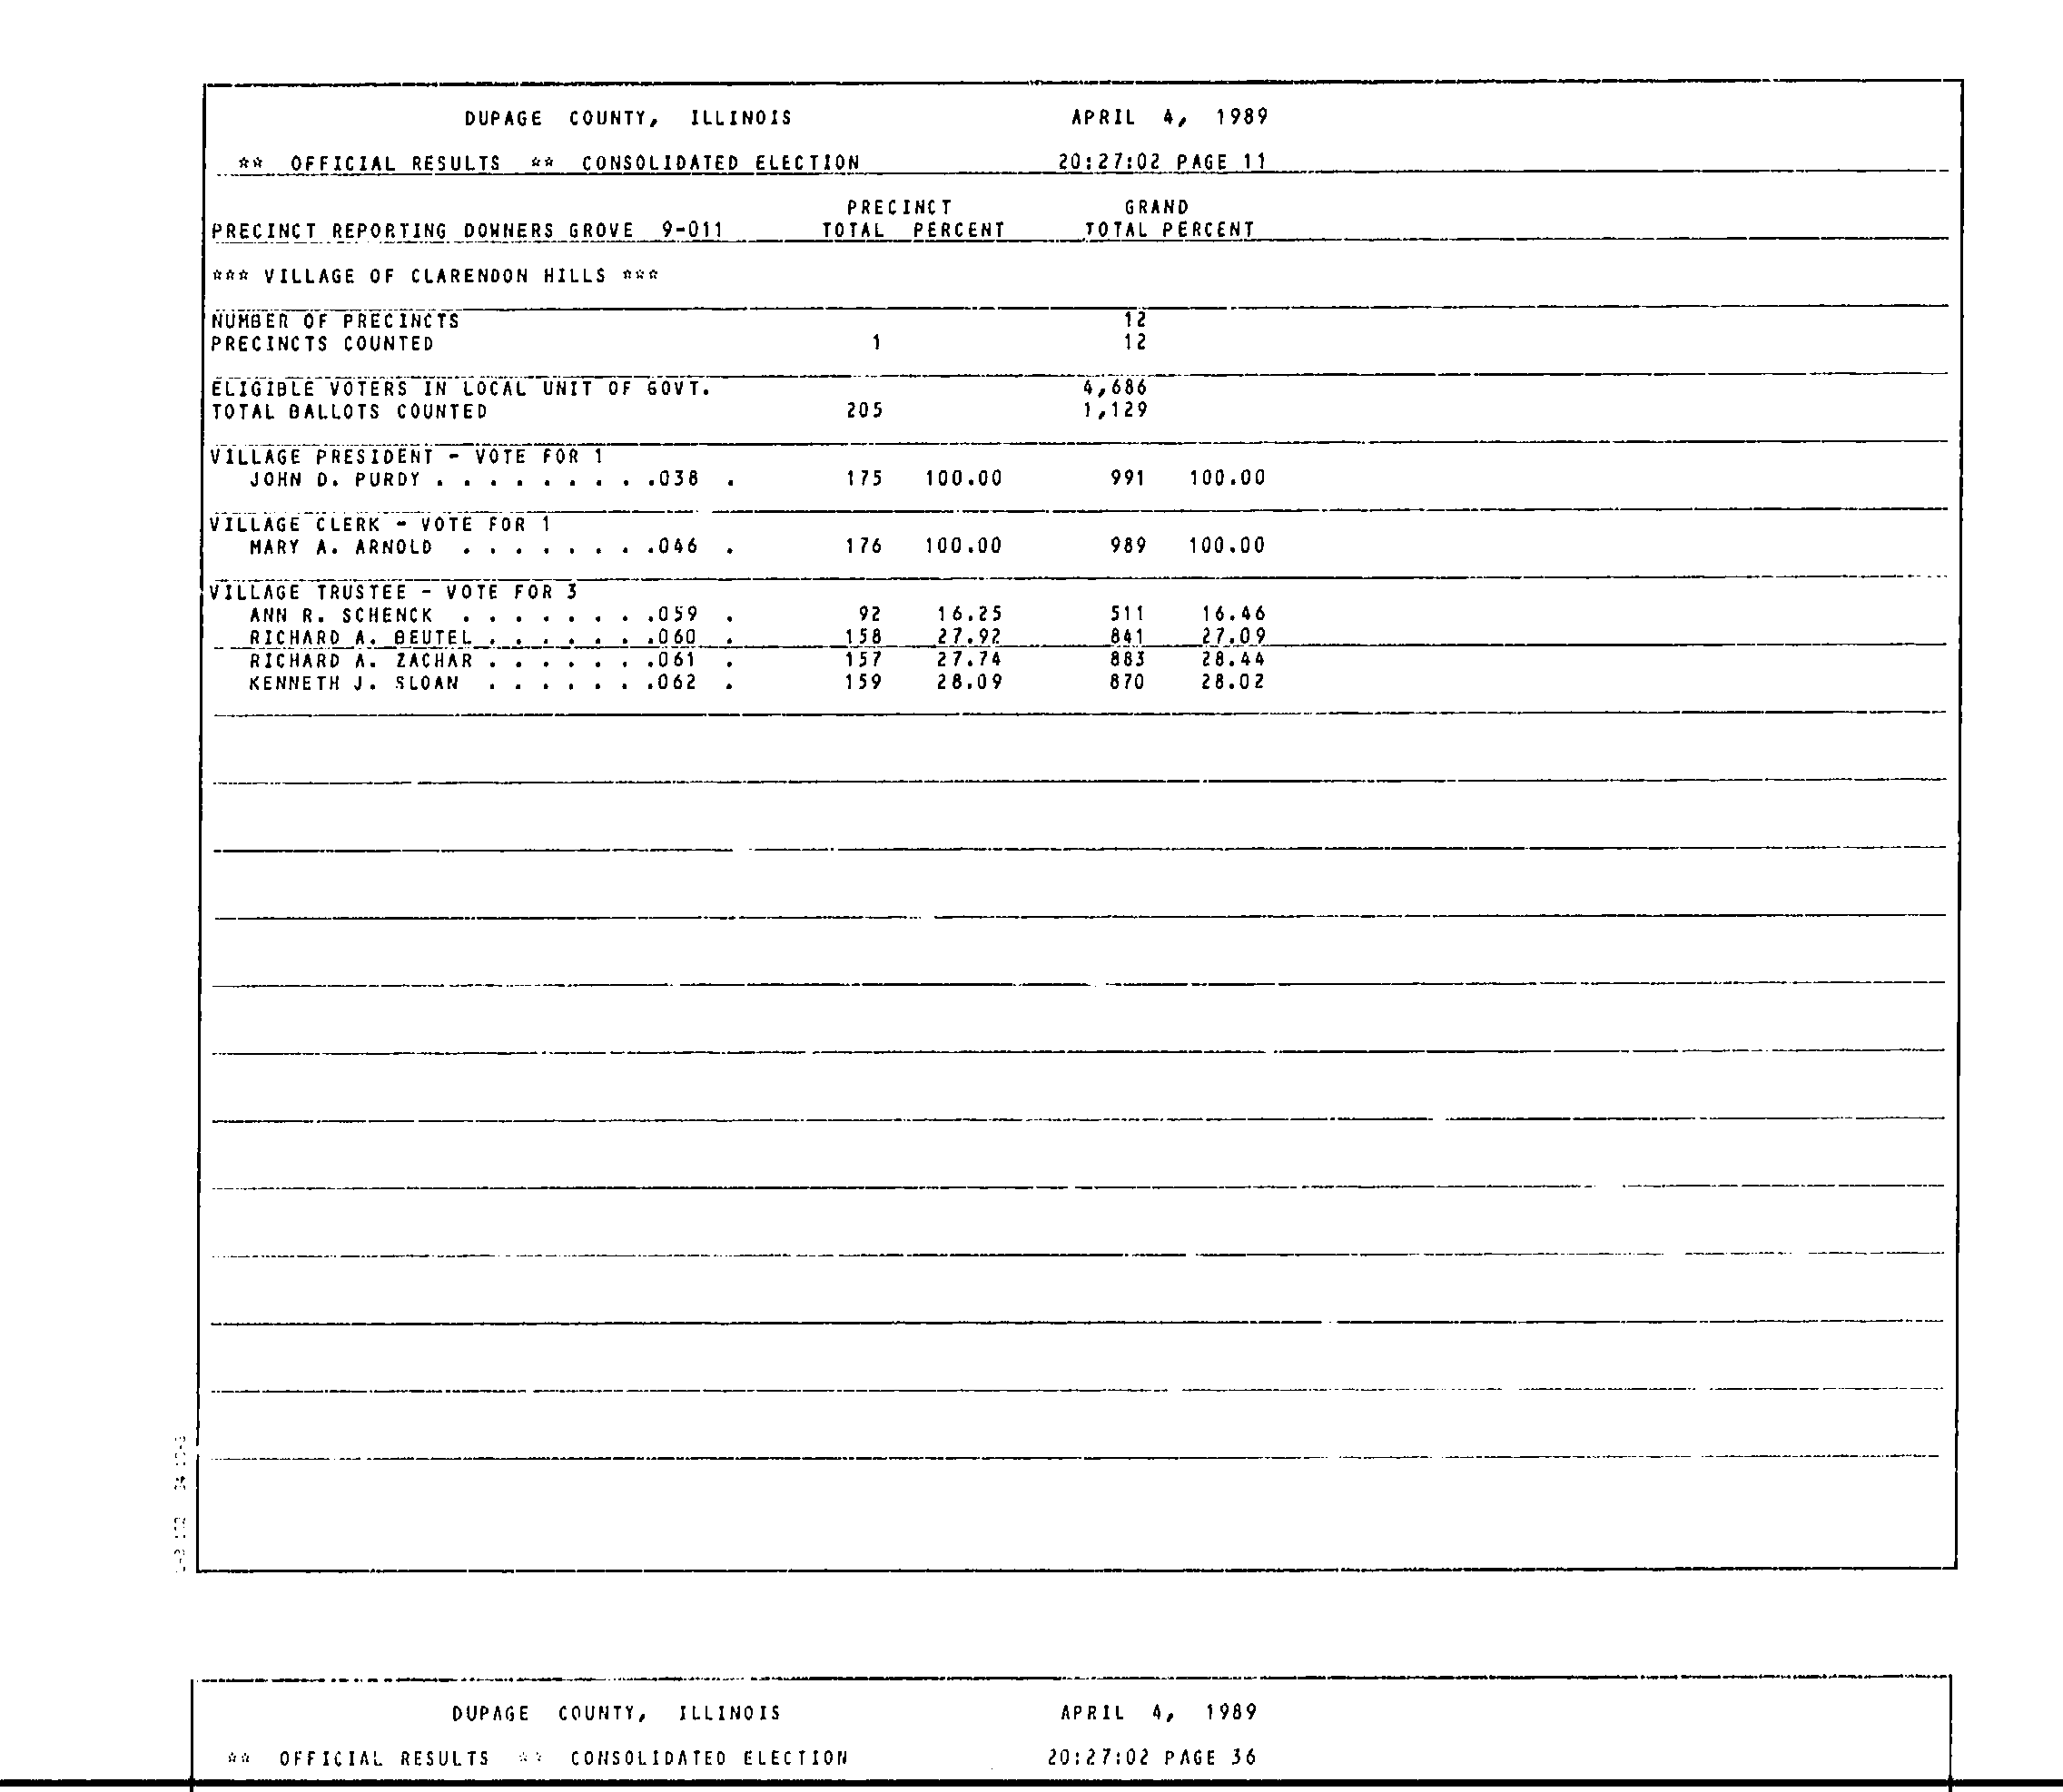 DUPAGE COUNTY, ILLINOIS APRIL 4, 1989
** OFFICIAL RESULTS ** CONSOLIDATED ELECTION 20:27:02 PAGE 11
PRECINCT GRAND
PRECINCT REPORTING DOWNERS GROVE 9-011 TOTAL PERCENT TOTAL PERCENT
*** VILLAGE OF CLARENDON HILLS ***
NUMBER OF PRECINCTS 12
PRECINCTS COUNTED 1 12
ELIGIBLE VOTERS IN LOCAL UNIT OF GOVT. 4,686
TOTAL BALLOTS COUNTED 205 1,129
VILLAGE PRESIDENT - VOTE FOR 1
JOHN D. PURDY . . . . . . . . .038 . 175 100.00 991 100.00
VILLAGE CLERK - VOTE FOR 1
MARY A. ARNOLD . . . . . . . .046 . 176 100.00 989 100.00
VILLAGE TRUSTEE - VOTE FOR 3
ANN R. SCHENCK . . . . . . . .059 . 92 16.25 511 16.46
RICHARD A. BEUTEL . . . . . . .060 . 158 27.92 841 27.09
RICHARD A. ZACHAR . . . . . . .061 . 157 27.74 883 28.44
KENNETH J. SLOAN . . . . . . .062 . 159 28.09 870 28.02
DUPAGE COUNTY, ILLINOIS APRIL 4, 1989
** OFFICIAL RESULTS ** CONSOLIDATED ELECTION 20:27:02 PAGE 36